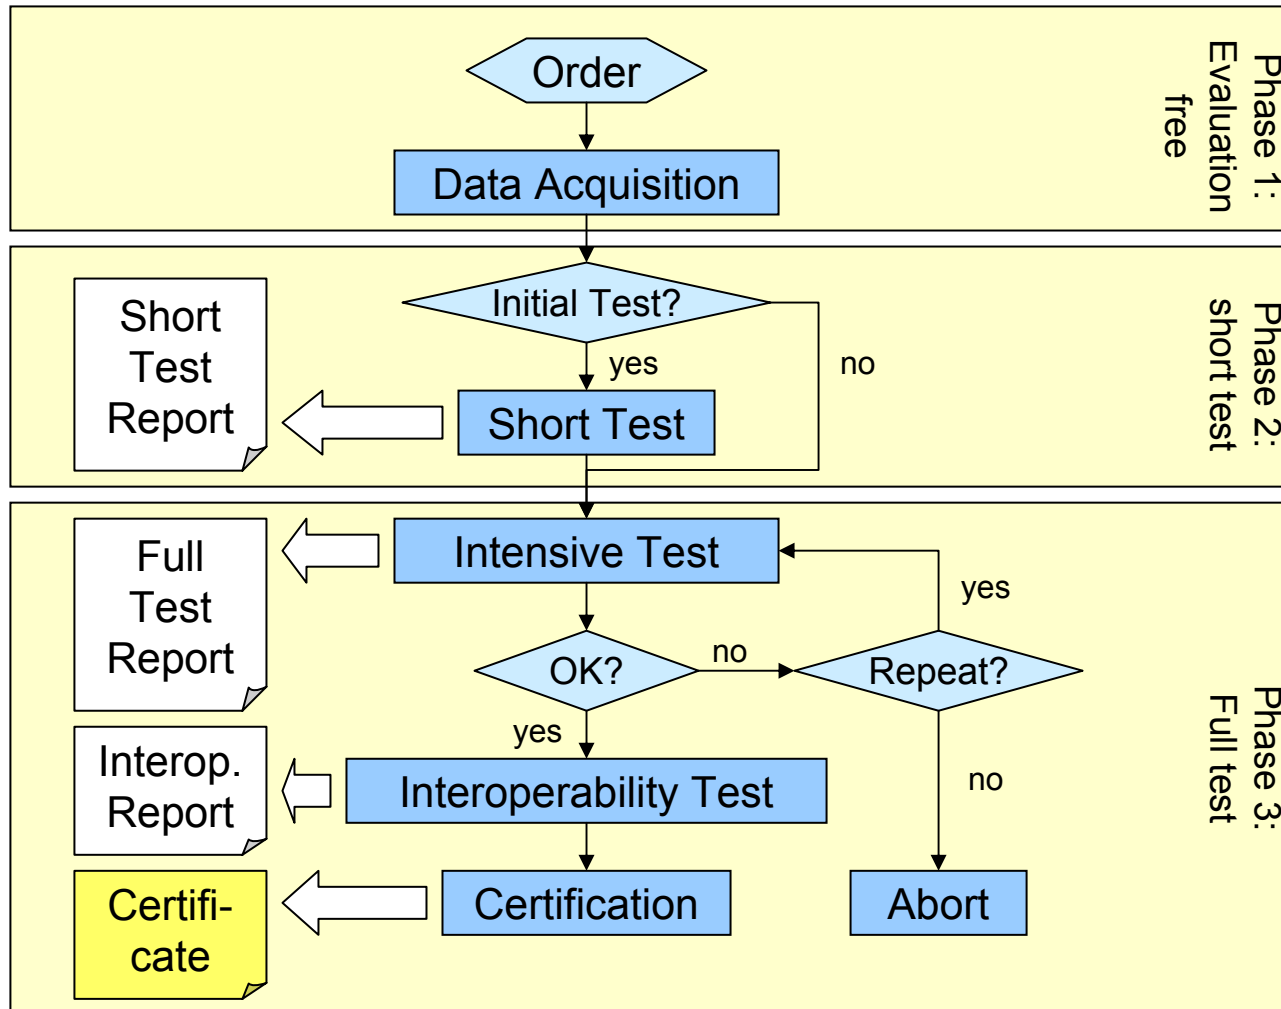 Order
Data Acquisition
Phase 1:
Evaluation
free
Initial Test?
yes
no
Short Test
Short
Test
Report
Phase 2:
short test
Intensive Test
Full
Test
Report
OK?
no
Repeat?
yes
yes
no
Interoperability Test
Interop.
Report
Certification
Abort
Certifi-
cate
Phase 3:
Full test